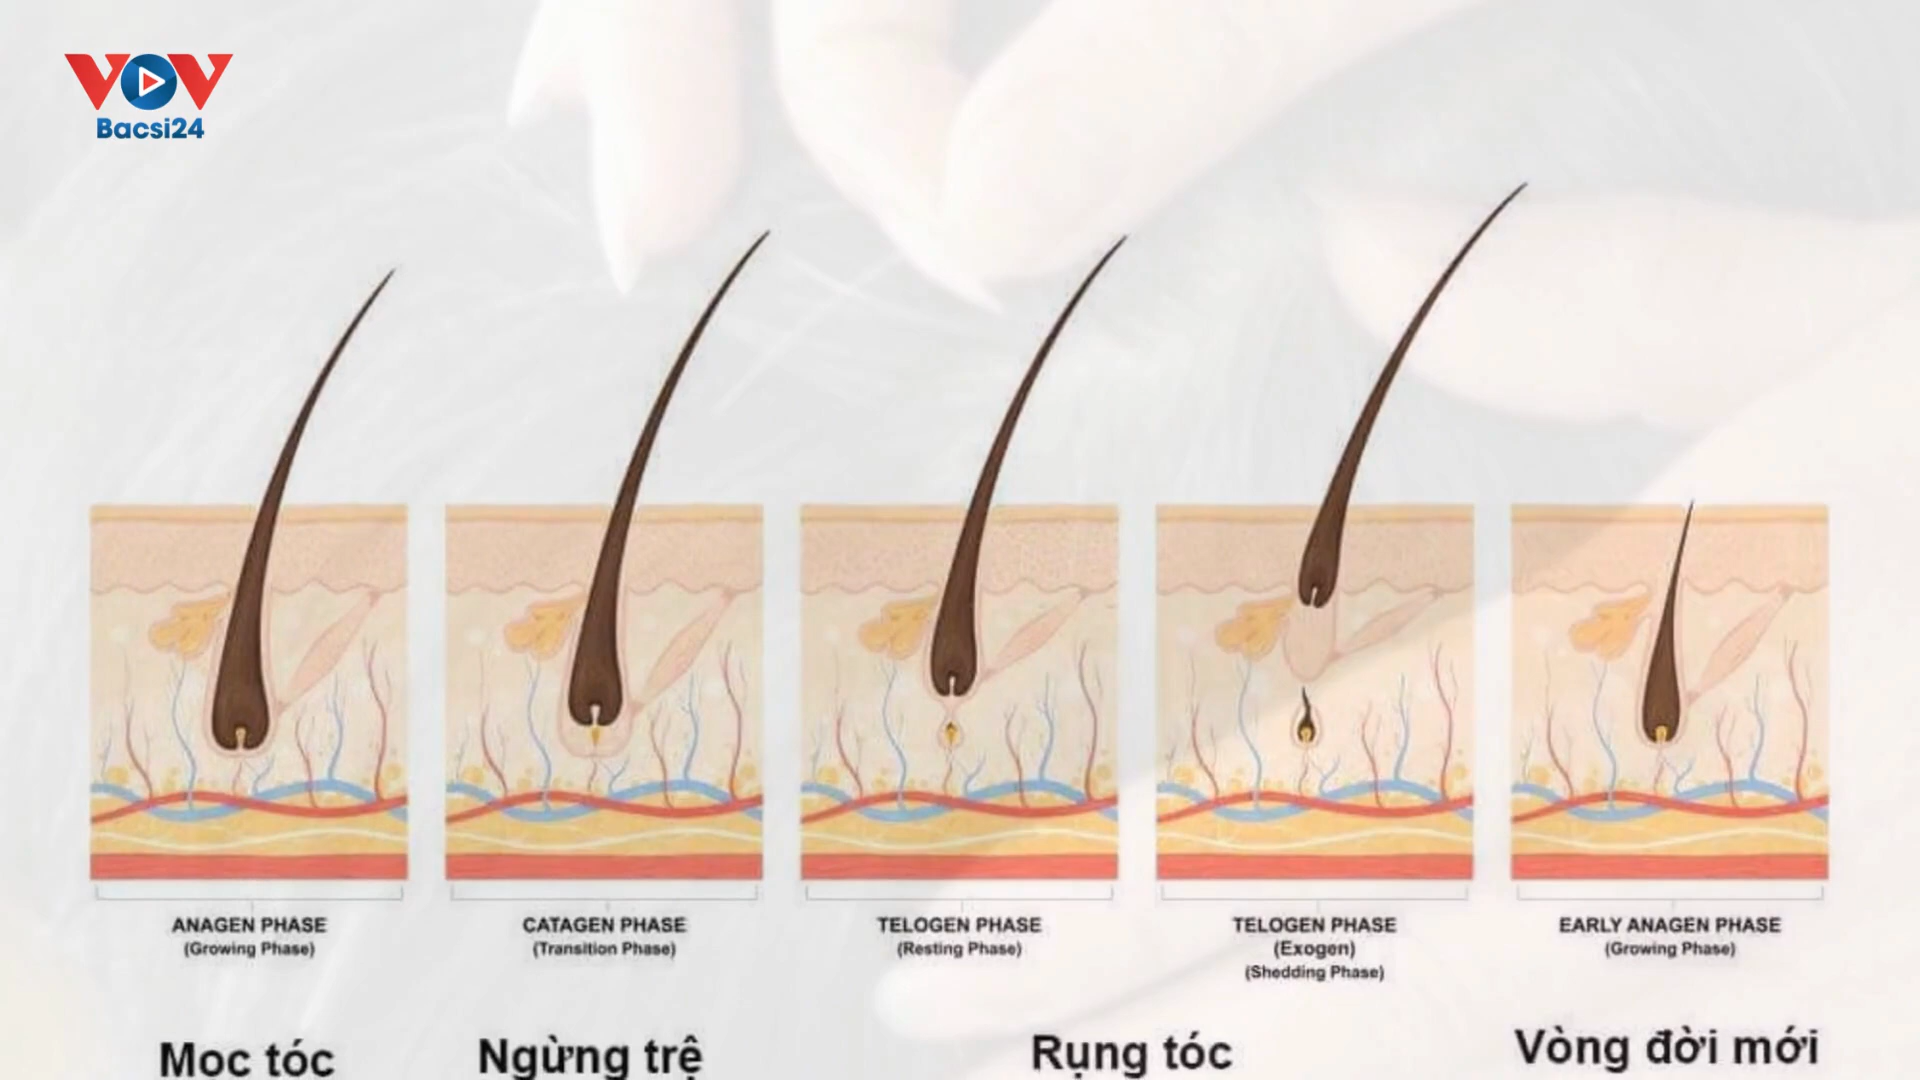 VOV
Bacsi24
ANAGEN PHASE
(Growing Phase)
CATAGEN PHASE
(Transition Phase)
TELOGEN PHASE
(Resting Phase)
TELOGEN PHASE
(Exogen)
(Shedding Phase)
EARLY ANAGEN PHASE
(Growing Phase)
Mọc tóc
Ngừng trệ
Rụng tóc
Vòng đời mới